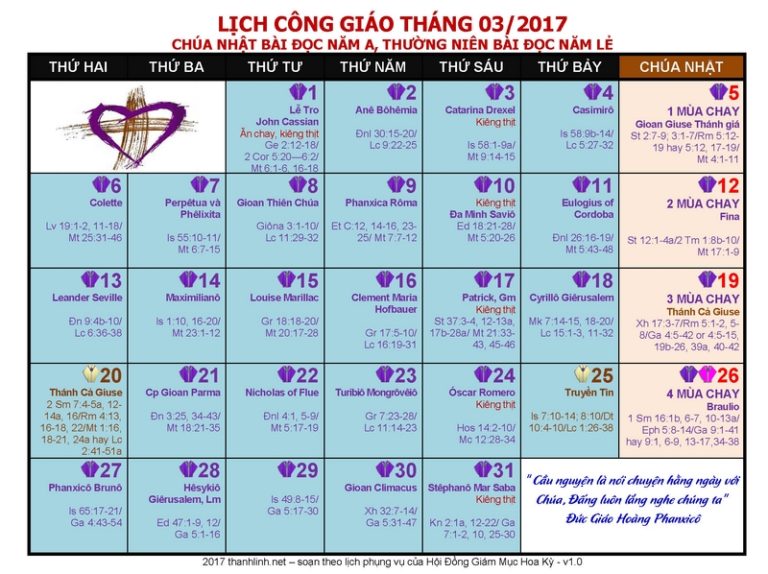 LỊCH CÔNG GIÁO THÁNG 03/2017
CHÚA NHẬT BÀI ĐỌC NĂM A, THƯỜNG NIÊN BÀI ĐỌC NĂM LẺ
THỨ HAI THỨ BA THỨ TƯ THỨ NĂM THỨ SÁU THỨ BẢY CHÚA NHẬT
1
Lễ Tro
John Cassian
Ăn chay, kiêng thịt
Ge 2:12-18/
2 Cor 5:20—6:2/
Mt 6:1-6, 16-18
2
Anê Bôhêmia
Đnl 30:15-20/
Lc 9:22-25
3
Catarina Drexel
Kiêng thịt
Is 58:1-9a/
Mt 9:14-15
4
Casimirô
Is 58:9b-14/
Lc 5:27-32
5
1 MÙA CHAY
Gioan Giuse Thánh giá
St 2:7-9; 3:1-7/Rm 5:12-
19 hay 5:12, 17-19/
Mt 4:1-11
6
Colette
Lv 19:1-2, 11-18/
Mt 25:31-46
7
Perpêtua và
Phêlixita
Is 55:10-11/
Mt 6:7-15
8
Gioan Thiên Chúa
Giôna 3:1-10/
Lc 11:29-32
9
Phanxica Rôma
Et C:12, 14-16, 23-
25/ Mt 7:7-12
10
Kiêng thịt
Đa Minh Saviô
Ed 18:21-28/
Mt 5:20-26
11
Eulogius of
Cordoba
Đnl 26:16-19/
Mt 5:43-48
12
2 MÙA CHAY
Fina
St 12:1-4a/2 Tm 1:8b-10/
Mt 17:1-9
13
Leander Seville
Đn 9:4b-10/
Lc 6:36-38
14
Maximilianô
Is 1:10, 16-20/
Mt 23:1-12
15
Louise Marillac
Gr 18:18-20/
Mt 20:17-28
16
Clement Maria
Hofbauer
Gr 17:5-10/
Lc 16:19-31
17
Patrick, Gm
Kiêng thịt
St 37:3-4, 12-13a,
17b-28a/ Mt 21:33-
43, 45-46
18
Cyrillô Giêrusalem
Mk 7:14-15, 18-20/
Lc 15:1-3, 11-32
19
3 MÙA CHAY
Thánh Cả Giuse
Xh 17:3-7/Rm 5:1-2, 5-
8/Ga 4:5-42 or 4:5-15,
19b-26, 39a, 40-42
20
Thánh Cả Giuse
2 Sm 7:4-5a, 12-
14a, 16/Rm 4:13,
16-18, 22/Mt 1:16,
18-21, 24a hay Lc
2:41-51a
21
Cp Gioan Parma
Đn 3:25, 34-43/
Mt 18:21-35
22
Nicholas of Flue
Đnl 4:1, 5-9/
Mt 5:17-19
23
Turibiô Mongrôvêiô
Gr 7:23-28/
Lc 11:14-23
24
Óscar Romero
Kiêng thịt
Hos 14:2-10/
Mc 12:28-34
25
Truyền Tin
Is 7:10-14; 8:10/Dt
10:4-10/Lc 1:26-38
26
4 MÙA CHAY
Braulio
1 Sm 16:1b, 6-7, 10-13a/
Eph 5:8-14/Ga 9:1-41
hay 9:1, 6-9, 13-17,34-38
27
Phanxicô Brunô
Is 65:17-21/
Ga 4:43-54
28
Hêsykiô
Giêrusalem, Lm
Ed 47:1-9, 12/
Ga 5:1-16
29
Is 49:8-15/
Ga 5:17-30
30
Gioan Climacus
Xh 32:7-14/
Ga 5:31-47
31
Stêphanô Mar Saba
Kiêng thịt
Kn 2:1a, 12-22/ Ga
7:1-2, 10, 25-30
"Cầu nguyện là nói chuyện hằng ngày với
Chúa, Đấng luôn lắng nghe chúng ta"
Đức Giáo Hoàng Phanxicô
2017 thanhlinh.net – soạn theo lịch phụng vụ của Hội Đồng Giám Mục Hoa Kỳ - v1.0